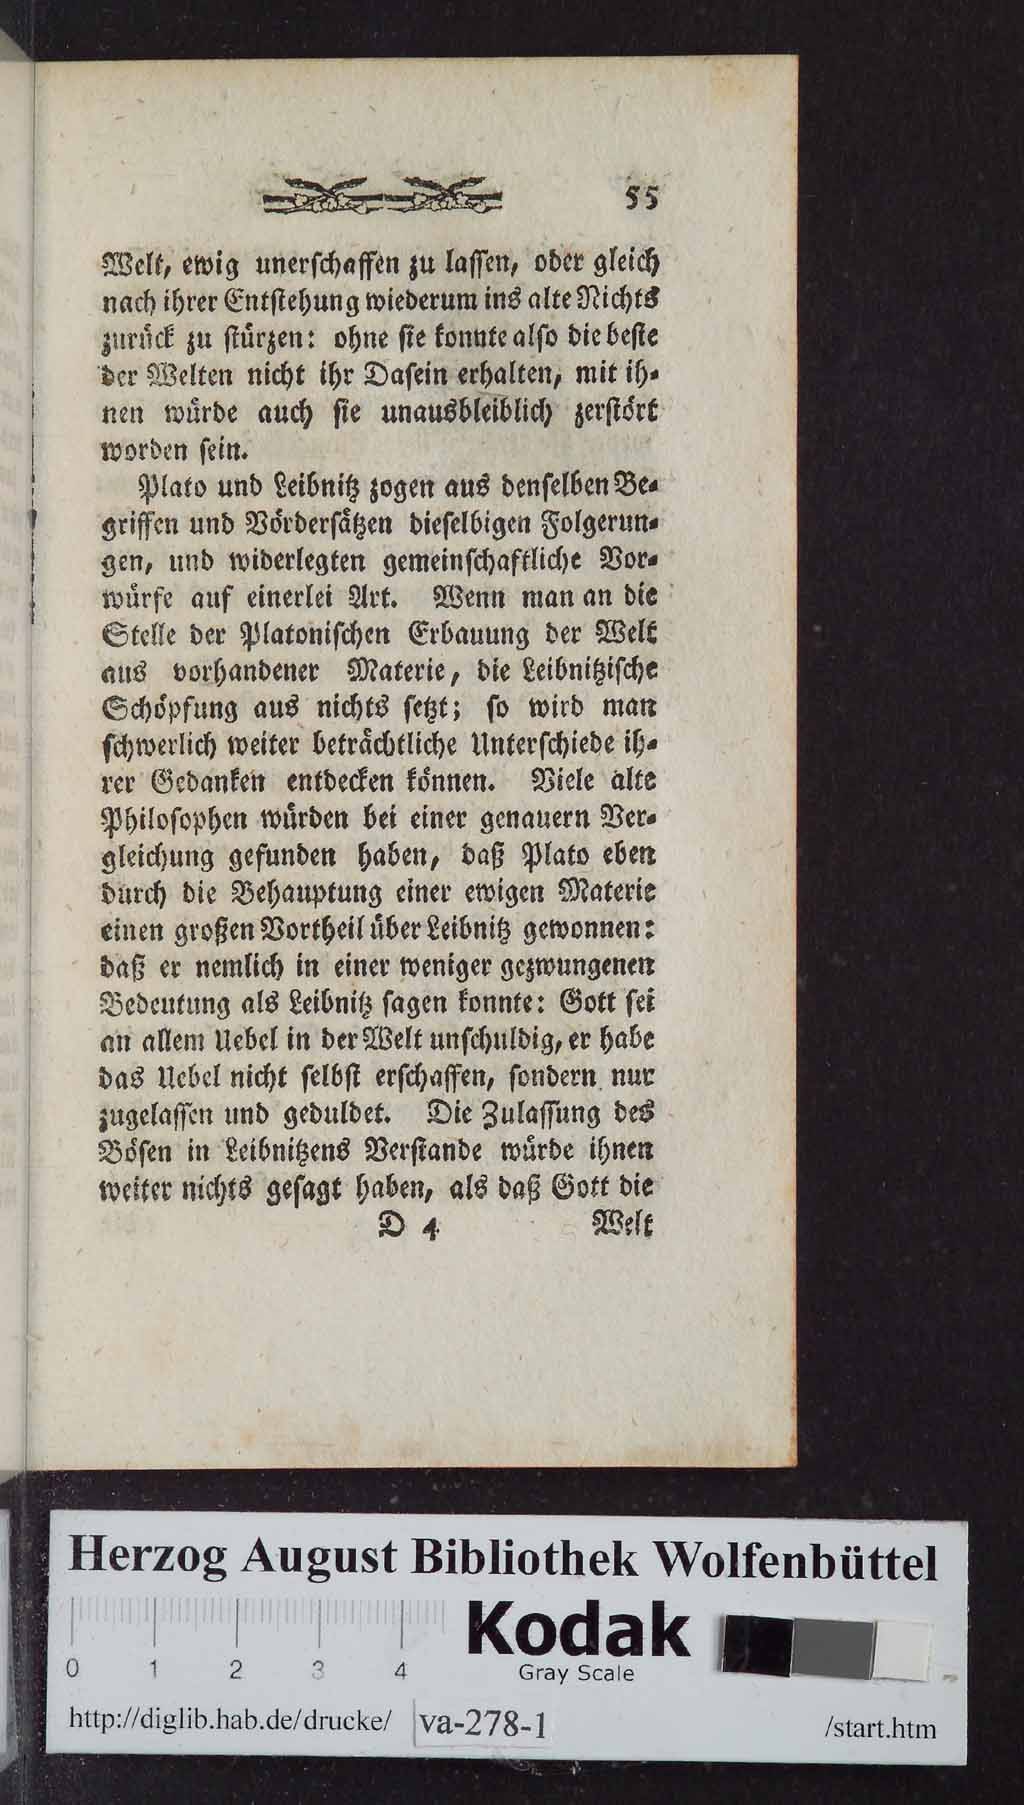 55
Welt, ewig unerschaffen zu lassen, oder gleich
nach ihrer Entstehung wiederum ins alte Nichts
zurück zu stürzen: ohne sie konnte also die beste
der Welten nicht ihr Dasein erhalten, mit ih-
nen würde auch sie unausbleiblich zerstört
worden sein.
Plato und Leibnitz zogen aus denselben Be-
griffen und Vördersätzen dieselbigen Folgerun-
gen, und widerlegten gemeinschaftliche Vor-
würfe auf einerlei Art. Wenn man an die
Stelle der Platonischen Erbauung der Welt
aus vorhandener Materie, die Leibnitzische
Schöpfung aus nichts setzt; so wird man
schwerlich weiter beträchtliche Unterschiede ih-
rer Gedanken entdecken können. Viele alte
Philosophen würden bei einer genauern Ver-
gleichung gefunden haben, daß Plato eben
durch die Behauptung einer ewigen Materie
einen großen Vortheil über Leibnitz gewonnen:
daß er nemlich in einer weniger gezwungenen
Bedeutung als Leibnitz sagen konnte: Gott sei
an allem Uebel in der Welt unschuldig, er habe
das Uebel nicht selbst erschaffen, sondern nur
zugelassen und geduldet. Die Zulassung des
Bösen in Leibnitzens Verstande würde ihnen
weiter nichts gesagt haben, als daß Gott die
D 4 Welt
Herzog August Bibliothek Wolfenbüttel
0 1 2 3 4
Kodak
Gray Scale
http://diglib.hab.de/drucke/ va-278-1 /start.htm